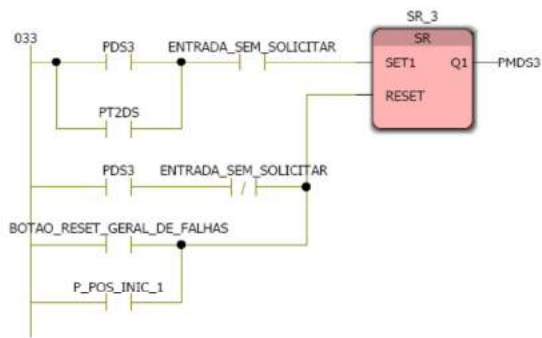 SR_3
033
PDS3 ENTRADA_SEM_SOLICITAR
SR
SET1 Q1 PMDS3
RESET
PT2DS
PDS3 ENTRADA_SEM_SOLICITAR
/
BOTAO_RESET_GERAL_DE_FALHAS
P_POS_INIC_1